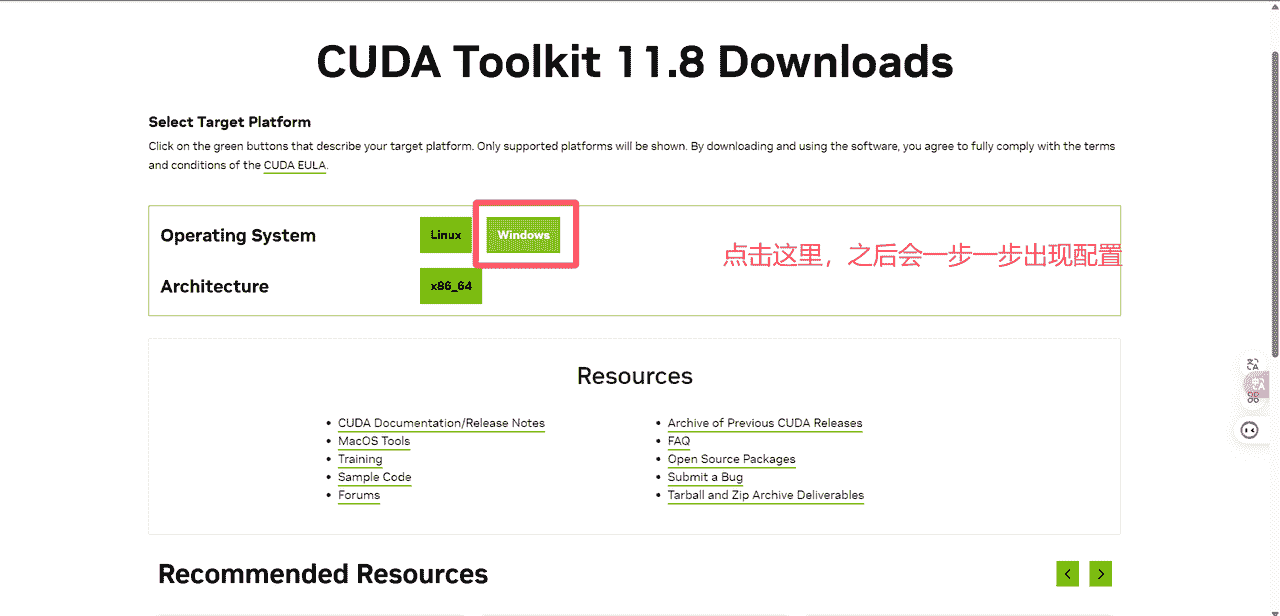 CUDA Toolkit 11.8 Downloads
Select Target Platform
Click on the green buttons that describe your target platform. Only supported platforms will be shown. By downloading and using the software, you agree to fully comply with the terms
and conditions of the CUDA EULA.
Operating System
Linux
Windows
点击这里，之后会一步一步出现配置
Architecture
x86_64
Resources
CUDA Documentation/Release Notes
MacOS Tools
Training
Sample Code
Forums
Archive of Previous CUDA Releases
FAQ
Open Source Packages
Submit a Bug
Tarball and Zip Archive Deliverables
Recommended Resources